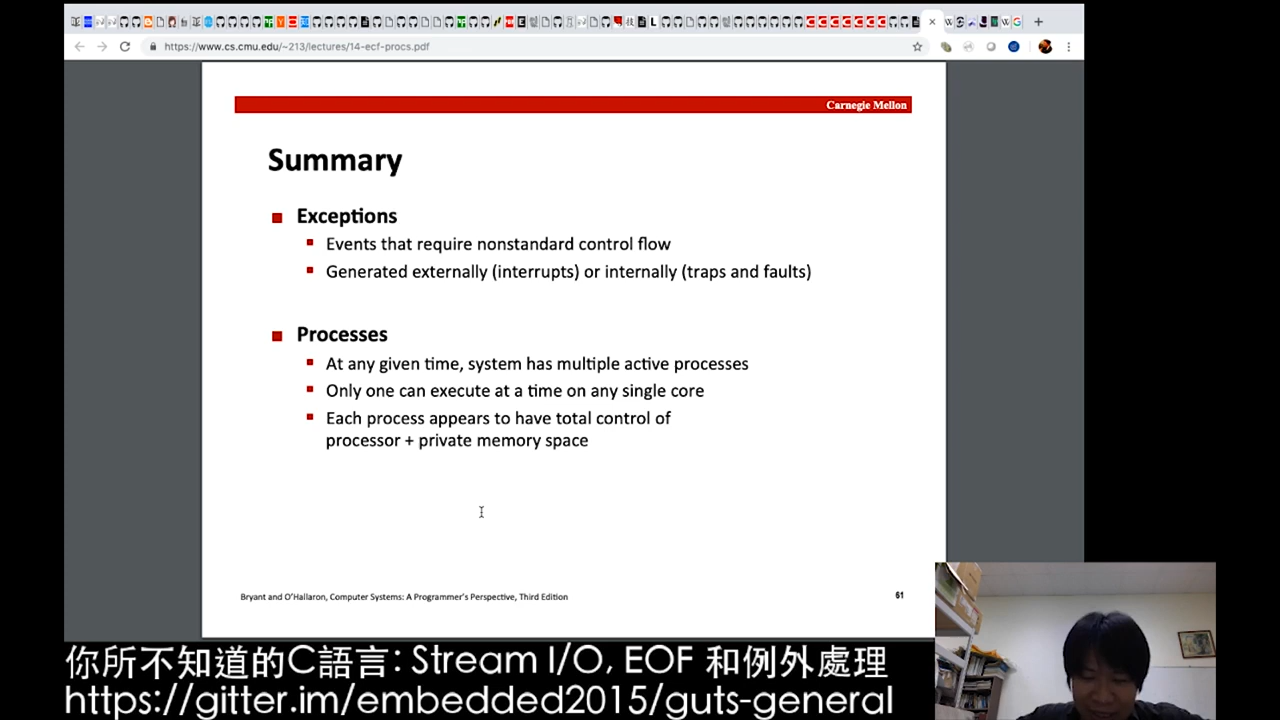 https://www.cs.cmu.edu/~213/lectures/14-ecf-procs.pdf
Carnegie Mellon
Summary
Exceptions
Events that require nonstandard control flow
Generated externally (interrupts) or internally (traps and faults)
Processes
At any given time, system has multiple active processes
Only one can execute at a time on any single core
Each process appears to have total control of
processor + private memory space
Bryant and O'Hallaron, Computer Systems: A Programmer's Perspective, Third Edition
61
你所不知道的C語言: Stream I/O, EOF 和例外處理
https://gitter.im/embedded2015/guts-general